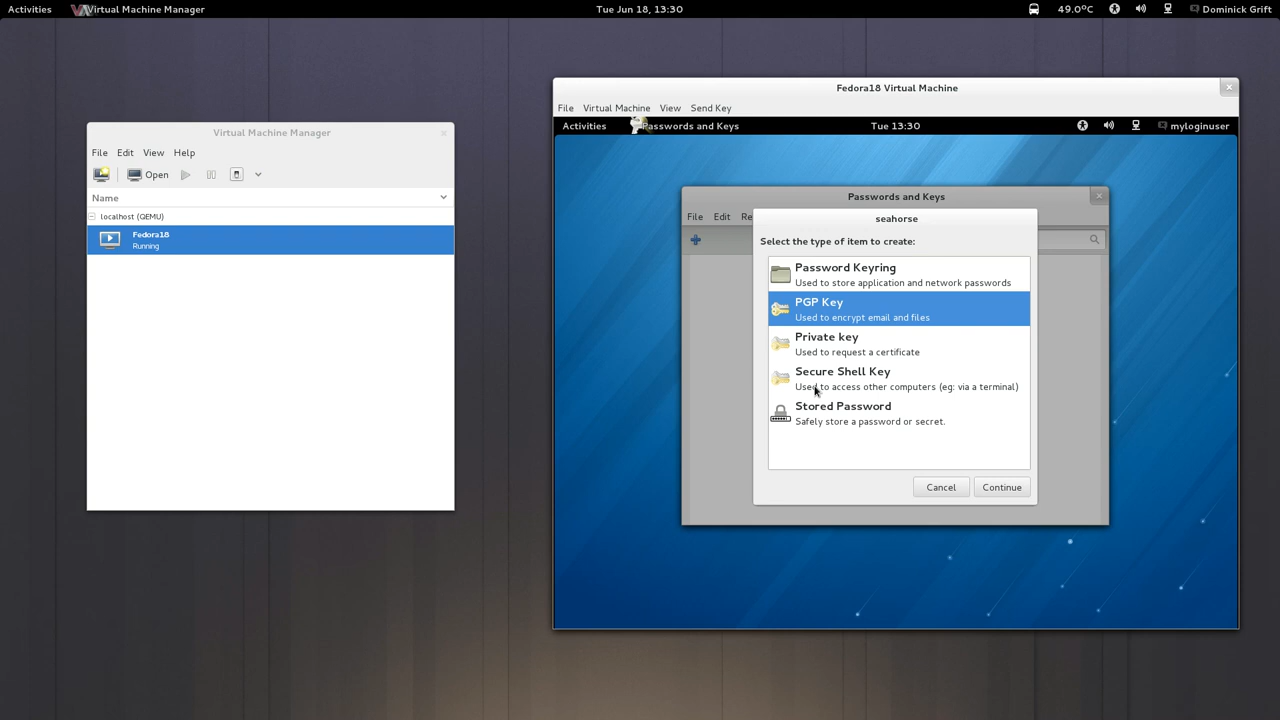 Activities
Virtual Machine Manager
Tue Jun 18, 13:30
49.0°C
Dominick Grift
Virtual Machine Manager
File Edit View Help
Open
Name
localhost (QEMU)
Fedora18
Running
Fedora18 Virtual Machine
File Virtual Machine View Send Key
Activities
Passwords and Keys
Tue 13:30
myloginuser
Passwords and Keys
File Edit Re
seahorse
Select the type of item to create:
Password Keyring
Used to store application and network passwords
PGP Key
Used to encrypt email and files
Private key
Used to request a certificate
Secure Shell Key
Used to access other computers (eg: via a terminal)
Stored Password
Safely store a password or secret.
Cancel
Continue